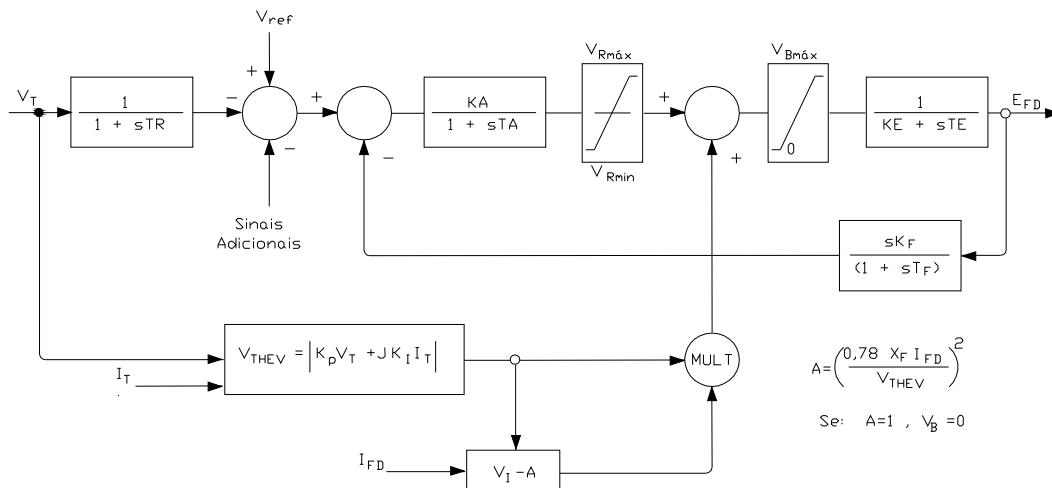 V_ref
V_Rmáx
V_Bmáx
V_T
+
−
+
+
1
1 + sTR
KA
1 + sTA
1
KE + sTE
E_FD
−
−
+
0
V_Rmin
Sinais
Adicionais
sK_F
(1 + sT_F)
V_THEV = |K_p V_T + J K_I I_T|
MULT
I_T
A=(0,78 X_F I_FD / V_THEV)^2
Se: A=1 , V_B =0
I_FD
V_I − A